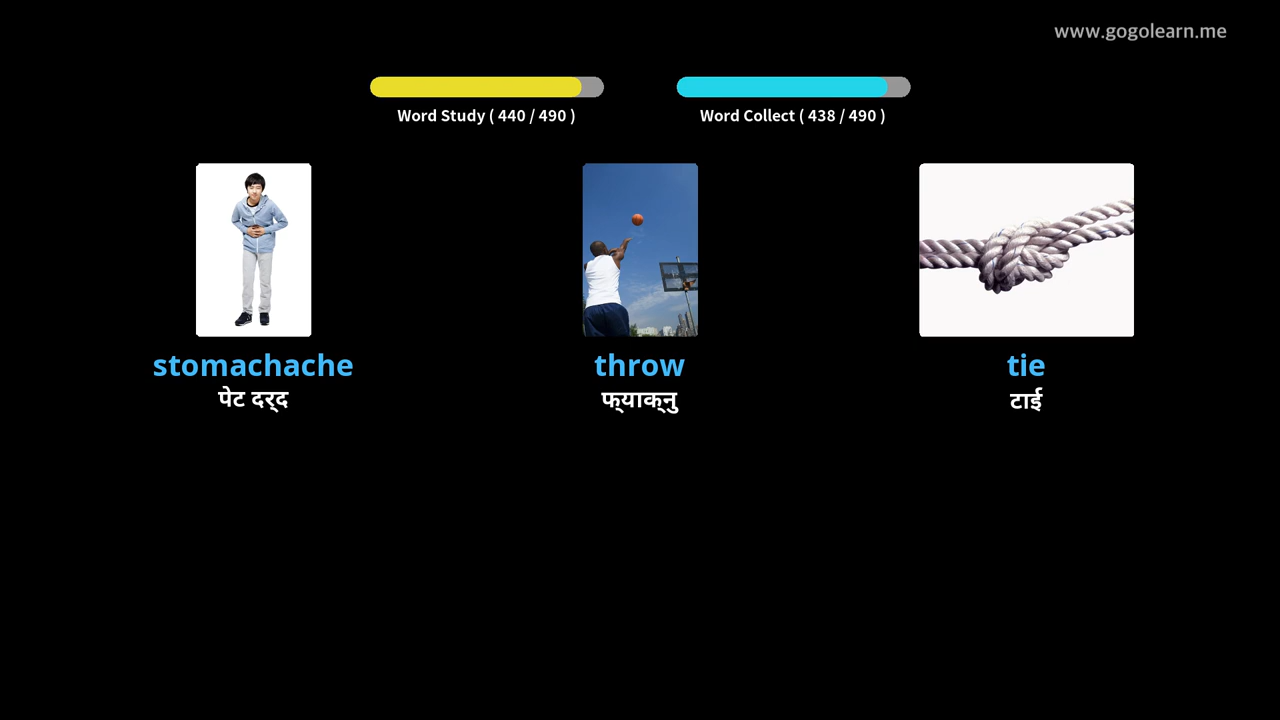 www.gogolearn.me
Word Study ( 440 / 490 )
Word Collect ( 438 / 490 )
stomachache
throw
tie
पेट दर्द
फ्याक्नु
टाई